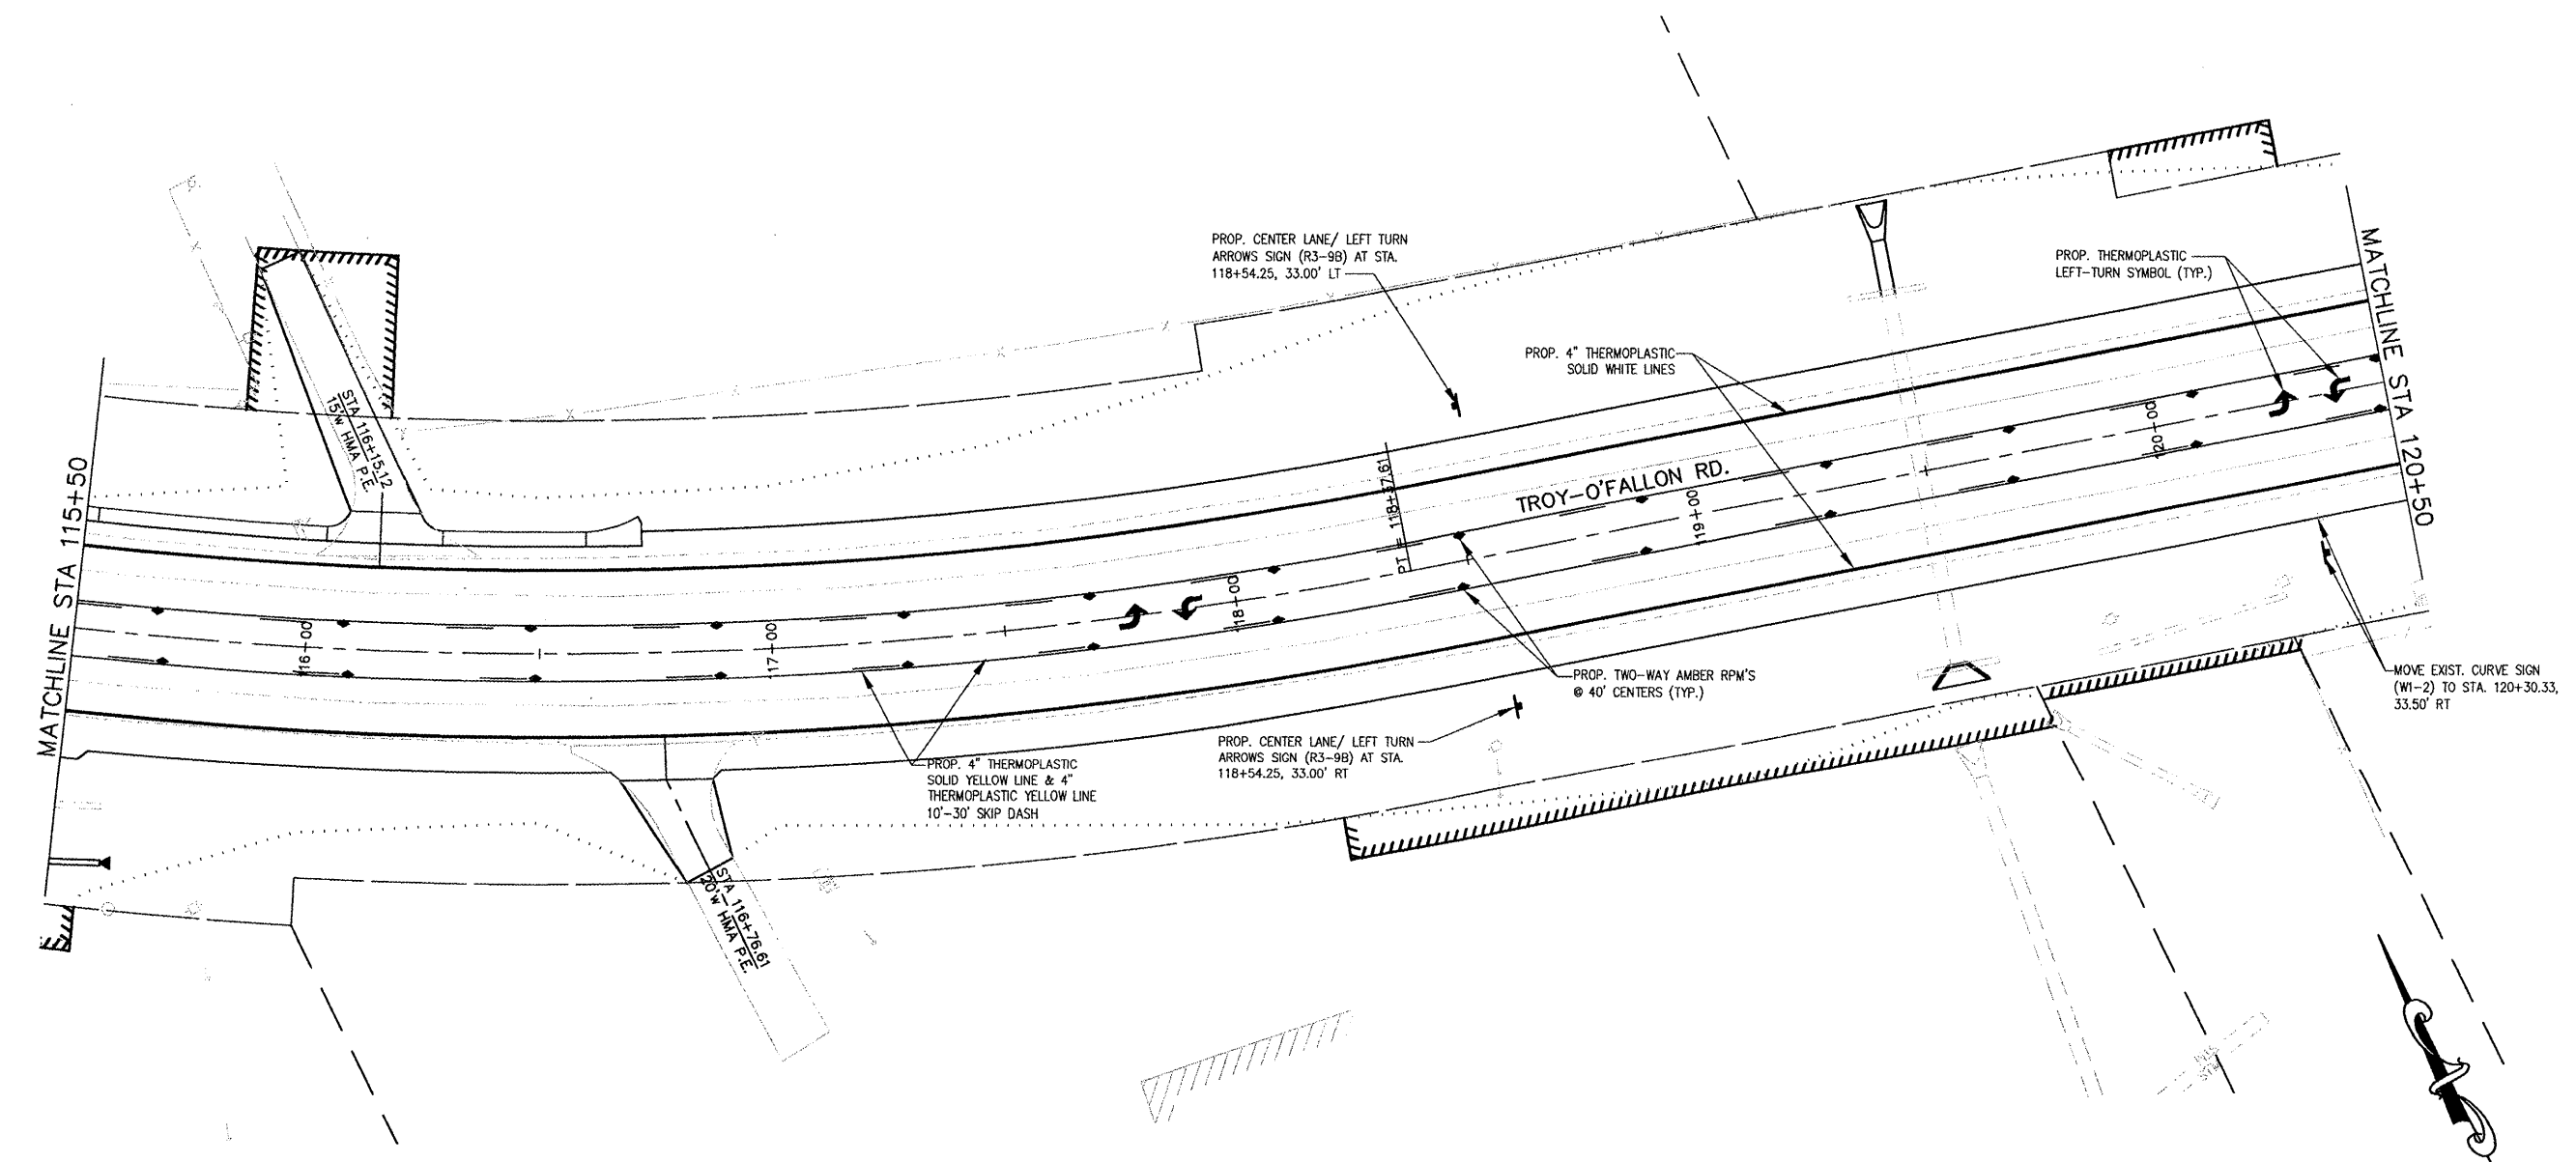 PROP. CENTER LANE/ LEFT TURN
ARROWS SIGN (R3-9B) AT STA.
118+54.25, 33.00' LT
PROP. THERMOPLASTIC
LEFT-TURN SYMBOL (TYP.)
PROP. 4" THERMOPLASTIC
SOLID WHITE LINES
MATCHLINE STA 120+50
STA 116+15.12
15'W HMA P.E.
MATCHLINE STA 115+50
TROY-O'FALLON RD.
PT = 118+37.61
16+00
17+00
118+00
119+00
120+00
PROP. TWO-WAY AMBER RPM'S
@ 40' CENTERS (TYP.)
MOVE EXIST. CURVE SIGN
(W1-2) TO STA. 120+30.33,
33.50' RT
PROP. CENTER LANE/ LEFT TURN
ARROWS SIGN (R3-9B) AT STA.
118+54.25, 33.00' RT
PROP. 4" THERMOPLASTIC
SOLID YELLOW LINE & 4"
THERMOPLASTIC YELLOW LINE
10'-30' SKIP DASH
STA 116+76.61
20'W HMA P.E.